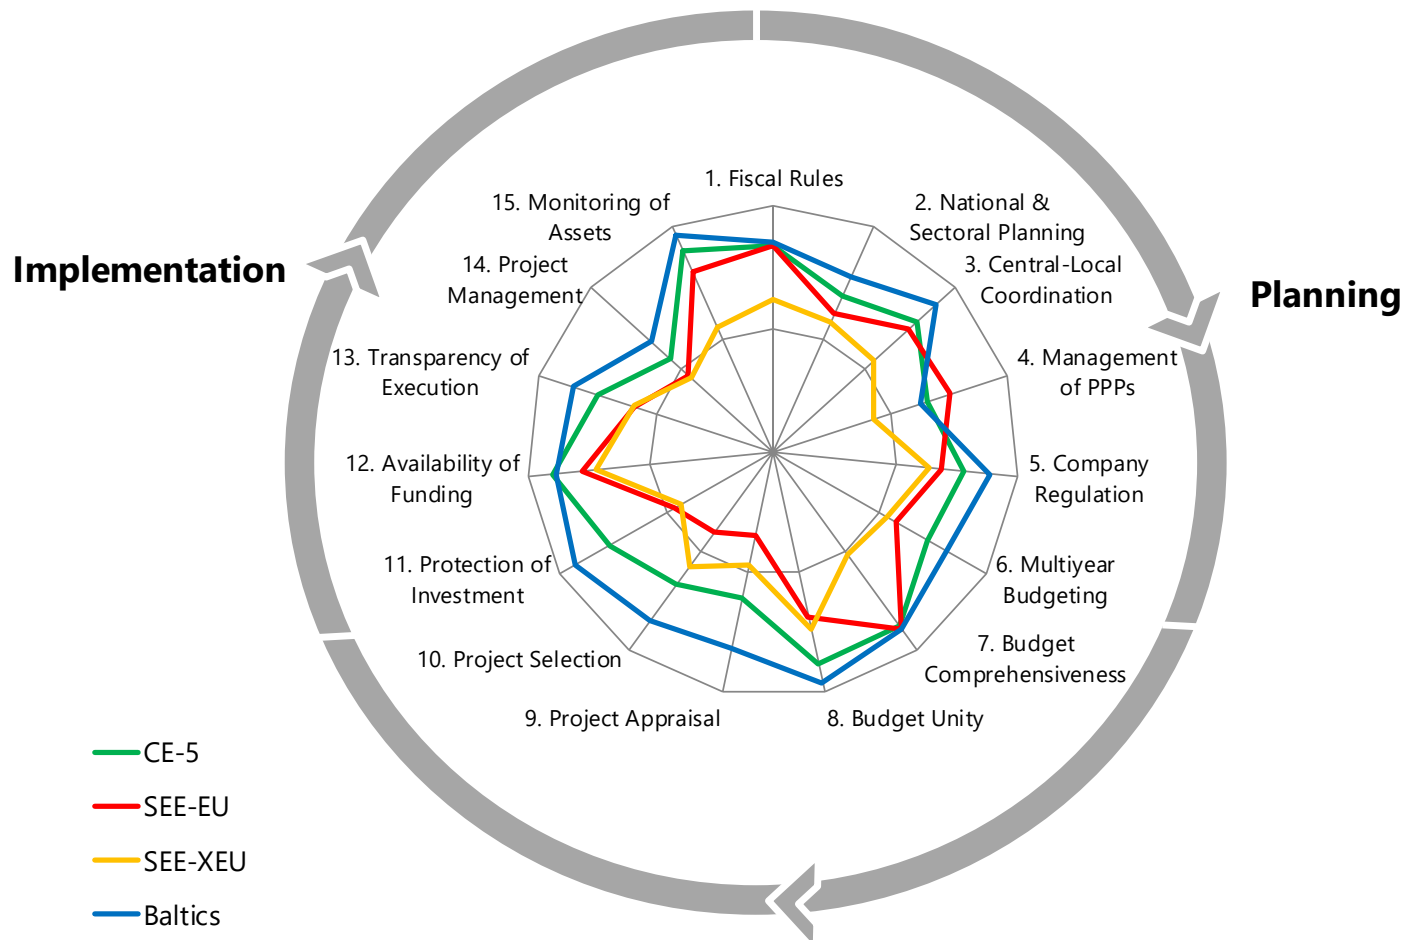 1. Fiscal Rules
2. National &
Sectoral Planning
3. Central-Local
Coordination
4. Management
of PPPs
5. Company
Regulation
6. Multiyear
Budgeting
7. Budget
Comprehensiveness
8. Budget Unity
9. Project Appraisal
10. Project Selection
11. Protection of
Investment
12. Availability of
Funding
13. Transparency of
Execution
14. Project
Management
15. Monitoring of
Assets
Implementation
Planning
CE-5
SEE-EU
SEE-XEU
Baltics